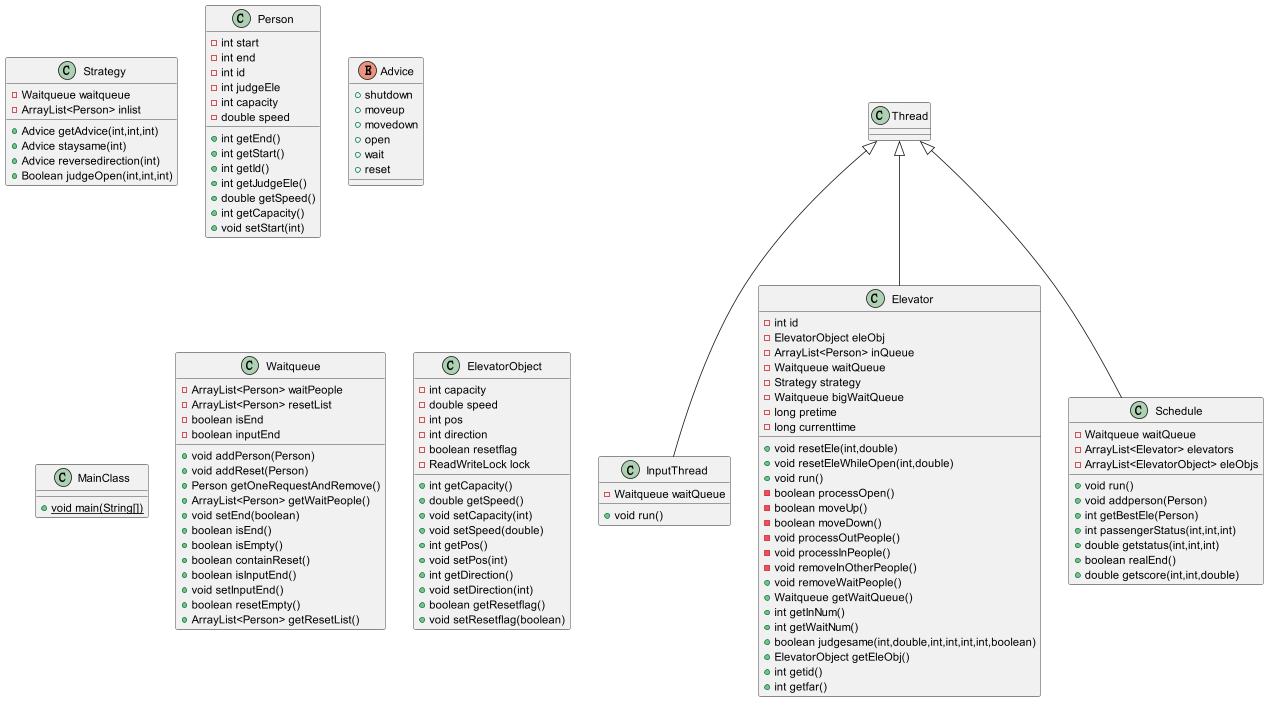 C Strategy
Waitqueue waitqueue
ArrayList<Person> inlist
Advice getAdvice(int,int,int)
Advice staysame(int)
Advice reversedirection(int)
Boolean judgeOpen(int,int,int)
C Person
int start
int end
int id
int judgeEle
int capacity
double speed
int getEnd()
int getStart()
int getId()
int getJudgeEle()
double getSpeed()
int getCapacity()
void setStart(int)
E Advice
shutdown
moveup
movedown
open
wait
reset
C Thread
C MainClass
void main(String[])
C Waitqueue
ArrayList<Person> waitPeople
ArrayList<Person> resetList
boolean isEnd
boolean inputEnd
void addPerson(Person)
void addReset(Person)
Person getOneRequestAndRemove()
ArrayList<Person> getWaitPeople()
void setEnd(boolean)
boolean isEnd()
boolean isEmpty()
boolean containReset()
boolean isInputEnd()
void setInputEnd()
boolean resetEmpty()
ArrayList<Person> getResetList()
C ElevatorObject
int capacity
double speed
int pos
int direction
boolean resetflag
ReadWriteLock lock
int getCapacity()
double getSpeed()
void setCapacity(int)
void setSpeed(double)
int getPos()
void setPos(int)
int getDirection()
void setDirection(int)
boolean getResetflag()
void setResetflag(boolean)
C InputThread
Waitqueue waitQueue
void run()
C Elevator
int id
ElevatorObject eleObj
ArrayList<Person> inQueue
Waitqueue waitQueue
Strategy strategy
Waitqueue bigWaitQueue
long pretime
long currenttime
void resetEle(int,double)
void resetEleWhileOpen(int,double)
void run()
boolean processOpen()
boolean moveUp()
boolean moveDown()
void processOutPeople()
void processInPeople()
void removeInOtherPeople()
void removeWaitPeople()
Waitqueue getWaitQueue()
int getInNum()
int getWaitNum()
boolean judgesame(int,double,int,int,int,int,boolean)
ElevatorObject getEleObj()
int getid()
int getfar()
C Schedule
Waitqueue waitQueue
ArrayList<Elevator> elevators
ArrayList<ElevatorObject> eleObjs
void run()
void addperson(Person)
int getBestEle(Person)
int passengerStatus(int,int,int)
double getstatus(int,int,int)
boolean realEnd()
double getscore(int,int,double)